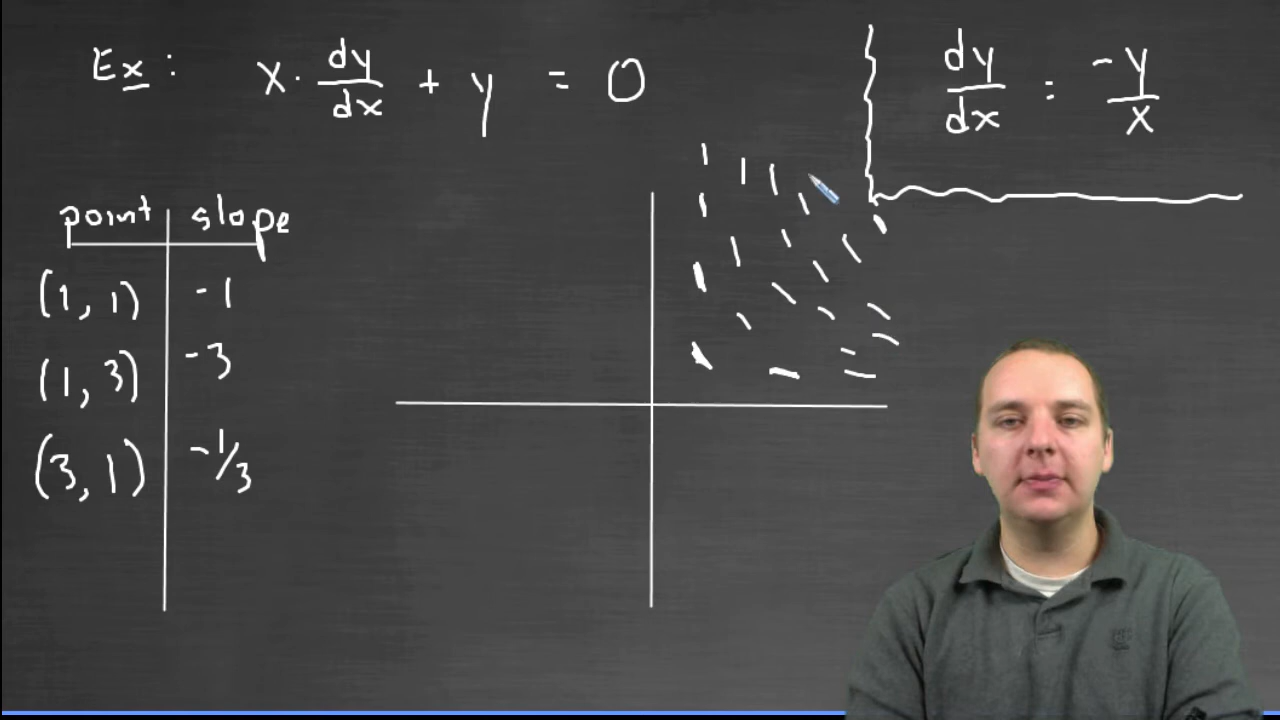 Ex: x · dy/dx + y = 0
dy/dx = -y/x
point slope
(1, 1) -1
(1, 3) -3
(3, 1) -1/3